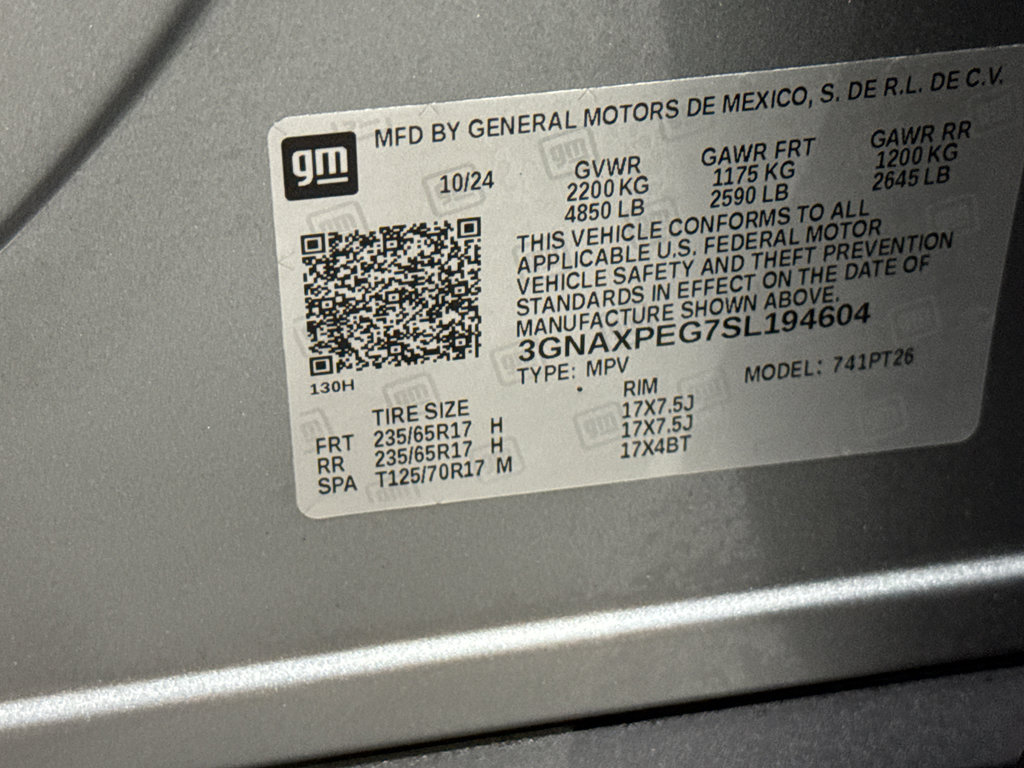 gm
MFD BY GENERAL MOTORS DE MEXICO, S. DE R.L. DE C.V.
10/24
GVWR GAWR FRT GAWR RR
2200 KG 1175 KG 1200 KG
4850 LB 2590 LB 2645 LB
THIS VEHICLE CONFORMS TO ALL
APPLICABLE U.S. FEDERAL MOTOR
VEHICLE SAFETY AND THEFT PREVENTION
STANDARDS IN EFFECT ON THE DATE OF
MANUFACTURE SHOWN ABOVE.
3GNAXPEG7SL194604
TYPE: MPV MODEL: 741PT26
130H
TIRE SIZE RIM
FRT 235/65R17 H 17X7.5J
RR 235/65R17 H 17X7.5J
SPA T125/70R17 M 17X4BT